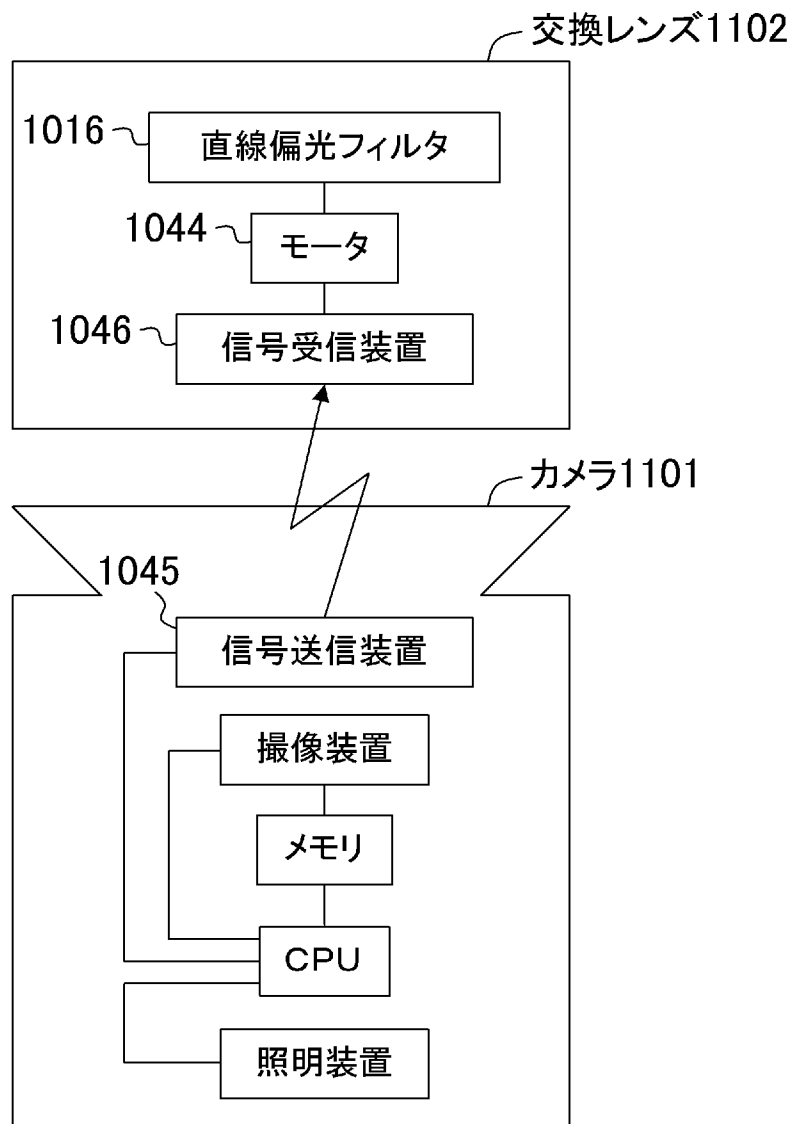 交換レンズ1102
1016
直線偏光フィルタ
1044
モータ
1046
信号受信装置
カメラ1101
1045
信号送信装置
撮像装置
メモリ
CPU
照明装置